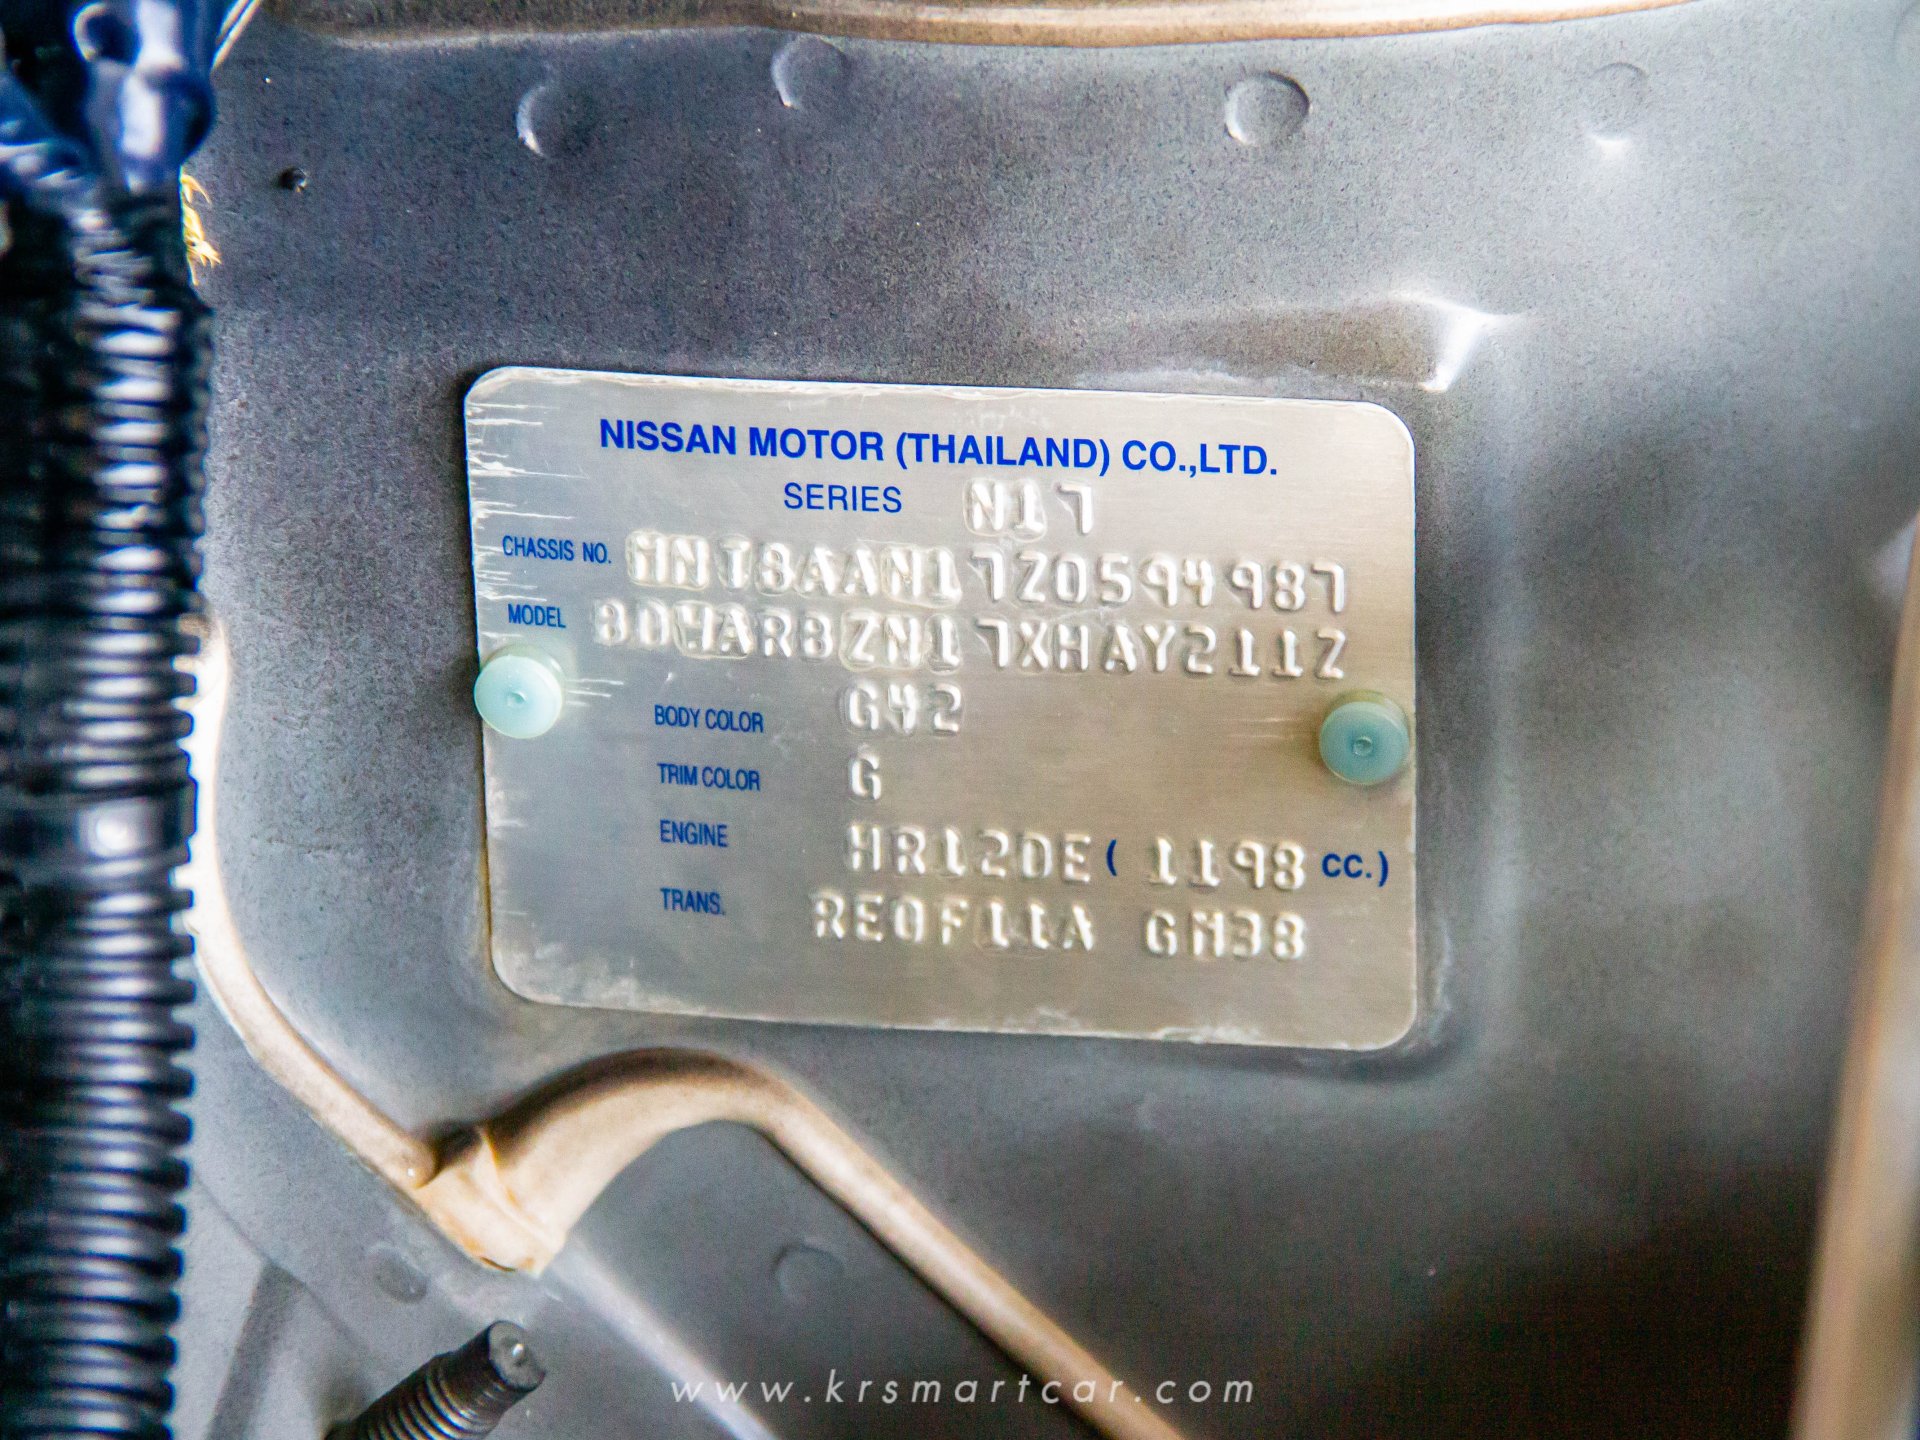 NISSAN MOTOR (THAILAND) CO.,LTD.
SERIES N17
CHASSIS NO. MNTBAAN17Z0594987
MODEL BDWARBZN17XHAY211Z
BODY COLOR G42
TRIM COLOR G
ENGINE HR12DE ( 1198 CC.)
TRANS. RE0F11A GM38
www.krsmartcar.com